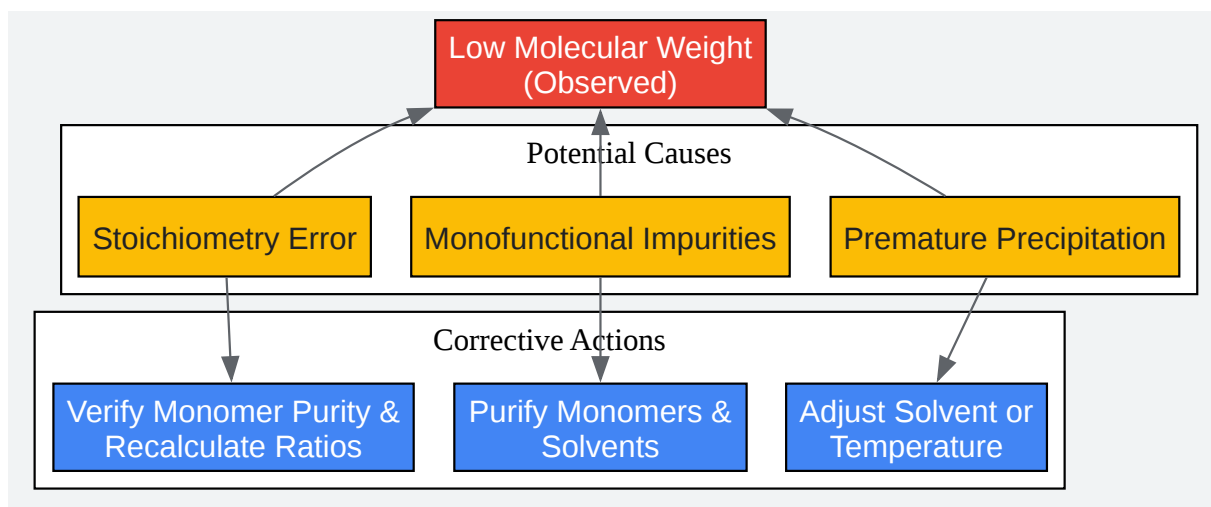 Low Molecular Weight
(Observed)
Potential Causes
Stoichiometry Error
Monofunctional Impurities
Premature Precipitation
Corrective Actions
Verify Monomer Purity &
Recalculate Ratios
Purify Monomers &
Solvents
Adjust Solvent or
Temperature